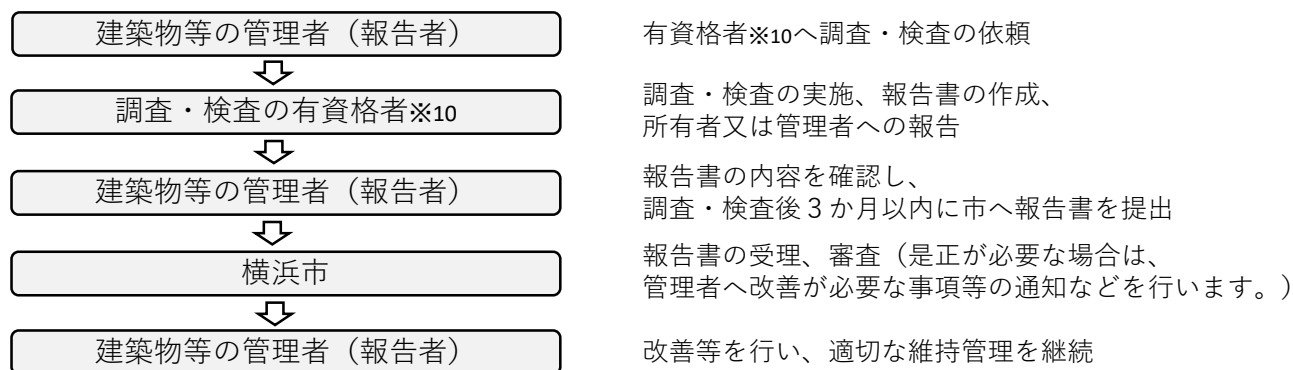 建築物等の管理者（報告者）
有資格者※10へ調査・検査の依頼
調査・検査の有資格者※10
調査・検査の実施、報告書の作成、
所有者又は管理者への報告
建築物等の管理者（報告者）
報告書の内容を確認し、
調査・検査後３か月以内に市へ報告書を提出
横浜市
報告書の受理、審査（是正が必要な場合は、
管理者へ改善が必要な事項等の通知などを行います。）
建築物等の管理者（報告者）
改善等を行い、適切な維持管理を継続